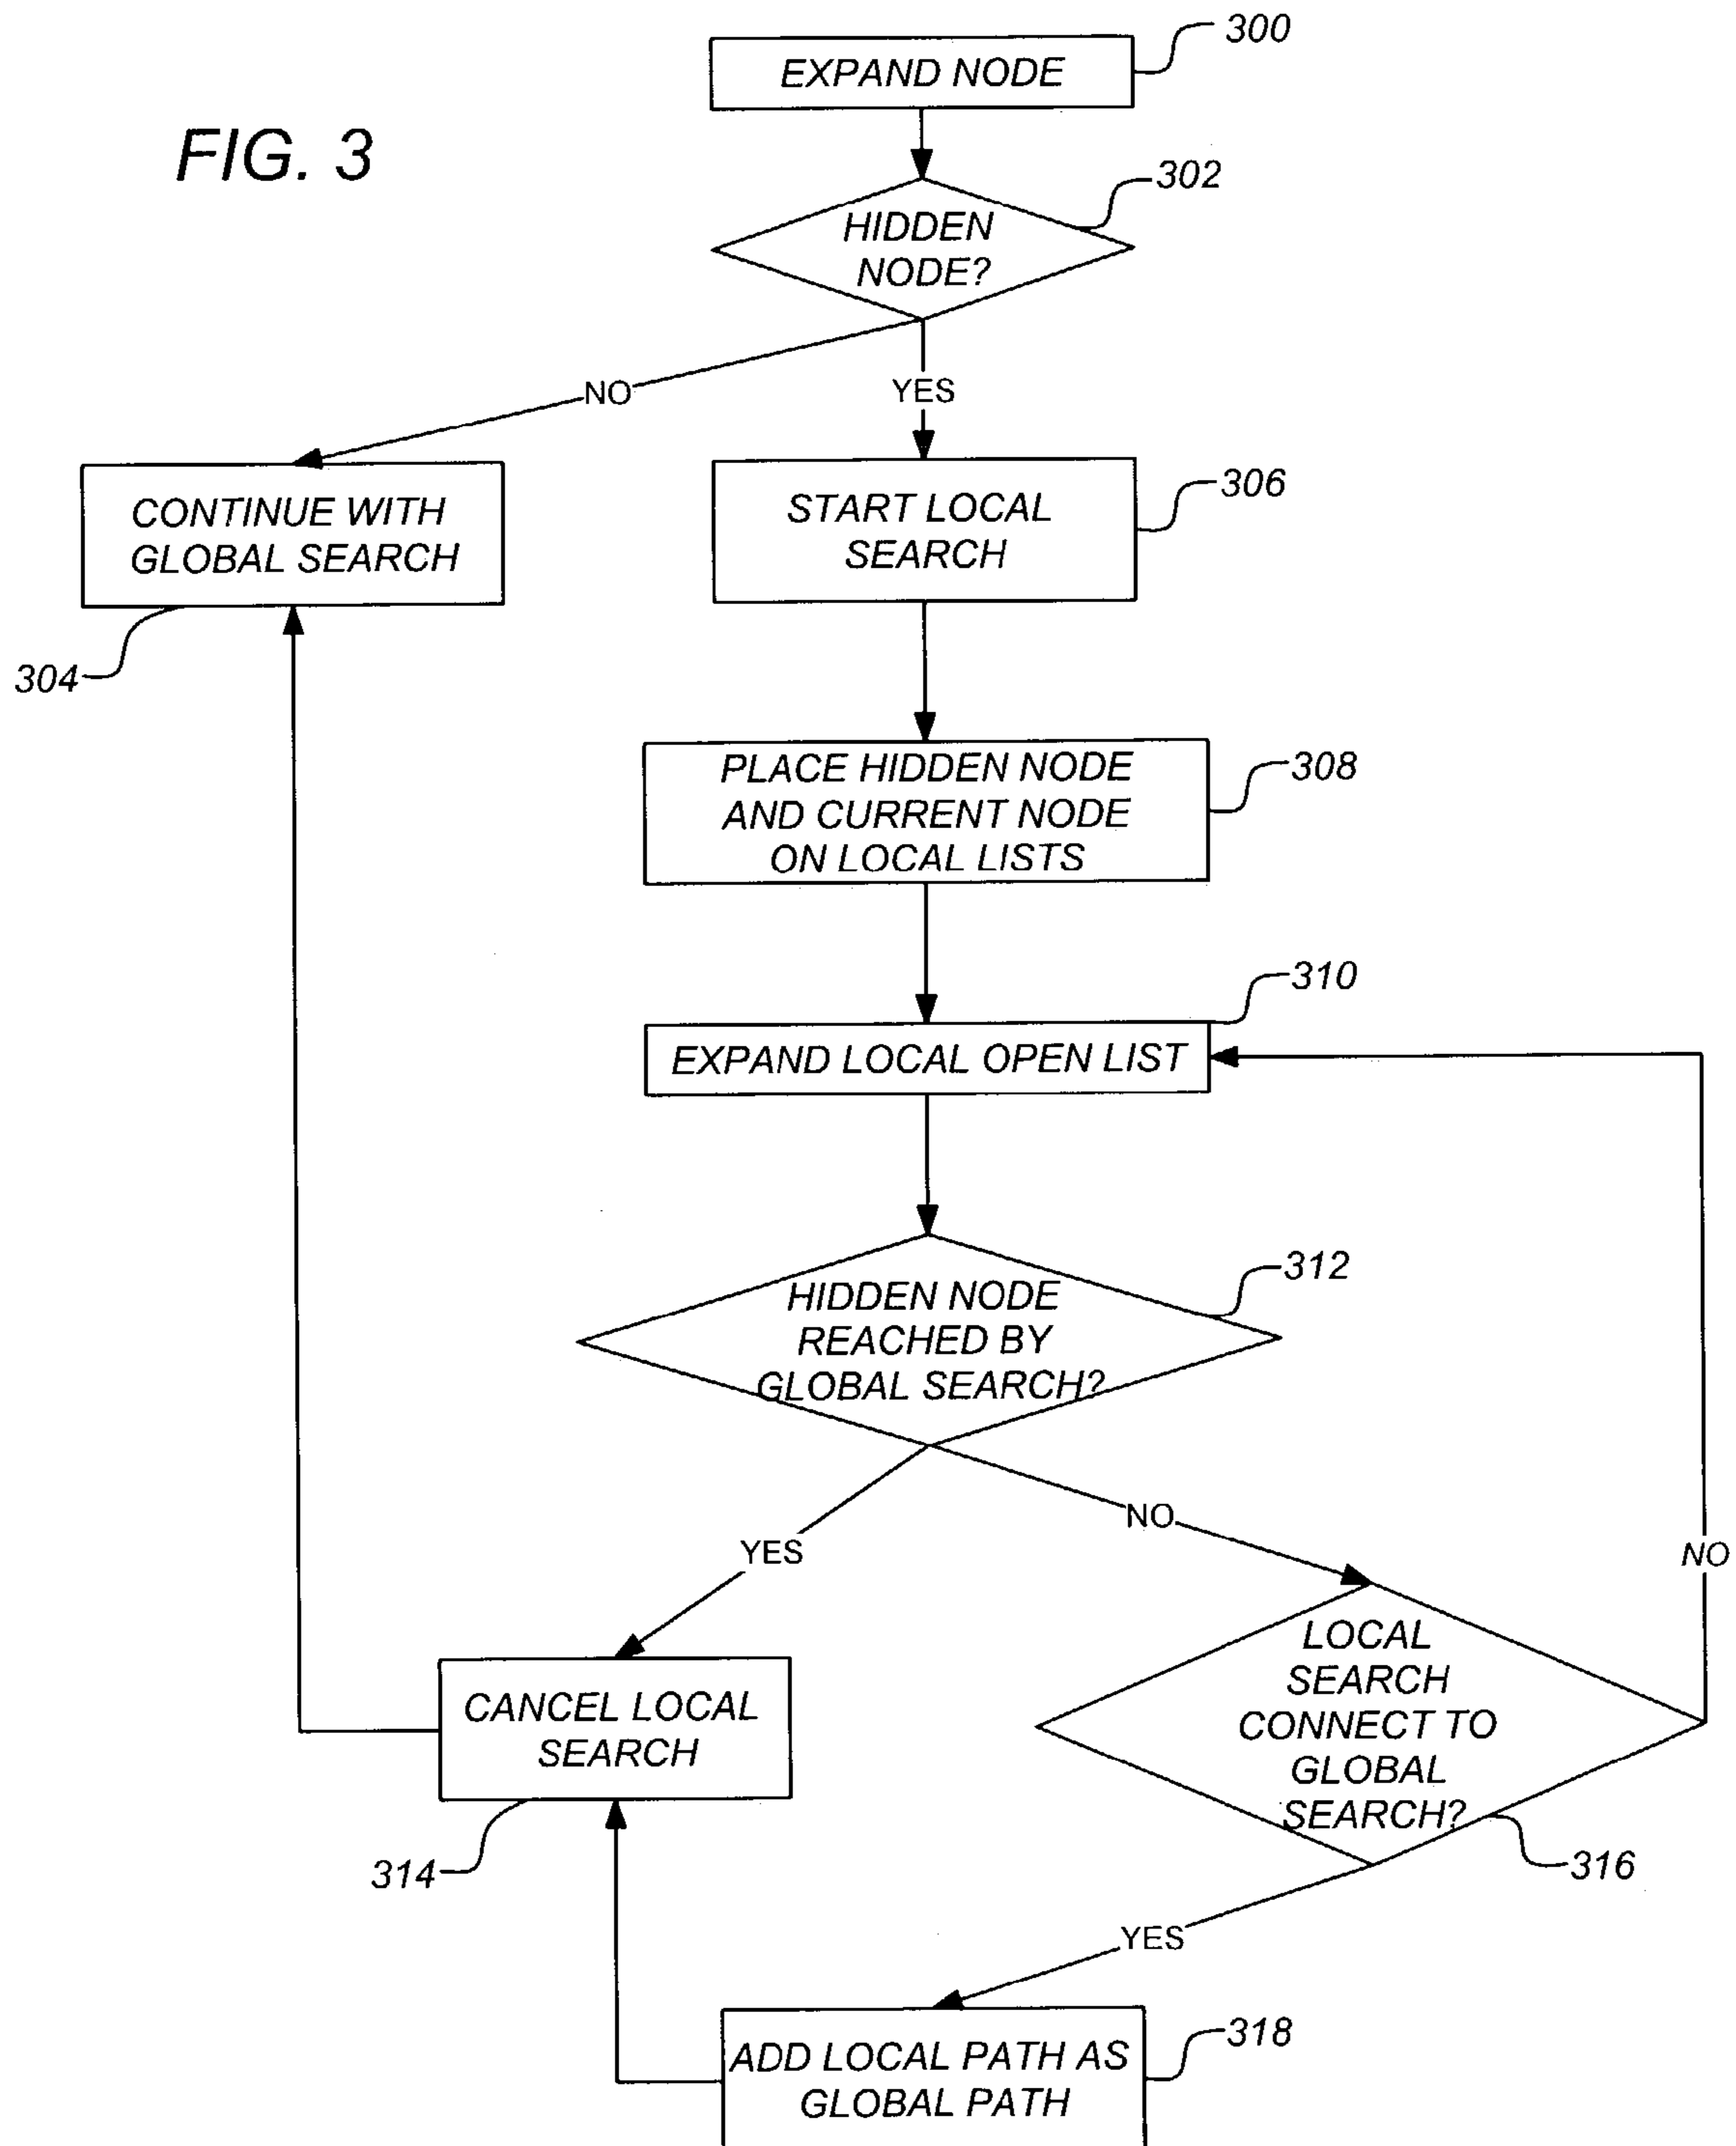 300
EXPAND NODE
FIG. 3
302
HIDDEN
NODE?
NO
YES
CONTINUE WITH
GLOBAL SEARCH
START LOCAL
SEARCH
306
304
PLACE HIDDEN NODE
AND CURRENT NODE
ON LOCAL LISTS
308
310
EXPAND LOCAL OPEN LIST
HIDDEN NODE
REACHED BY
GLOBAL SEARCH?
312
NO
YES
NO
LOCAL
SEARCH
CONNECT TO
GLOBAL
SEARCH?
CANCEL LOCAL
SEARCH
314
316
YES
ADD LOCAL PATH AS
GLOBAL PATH
318